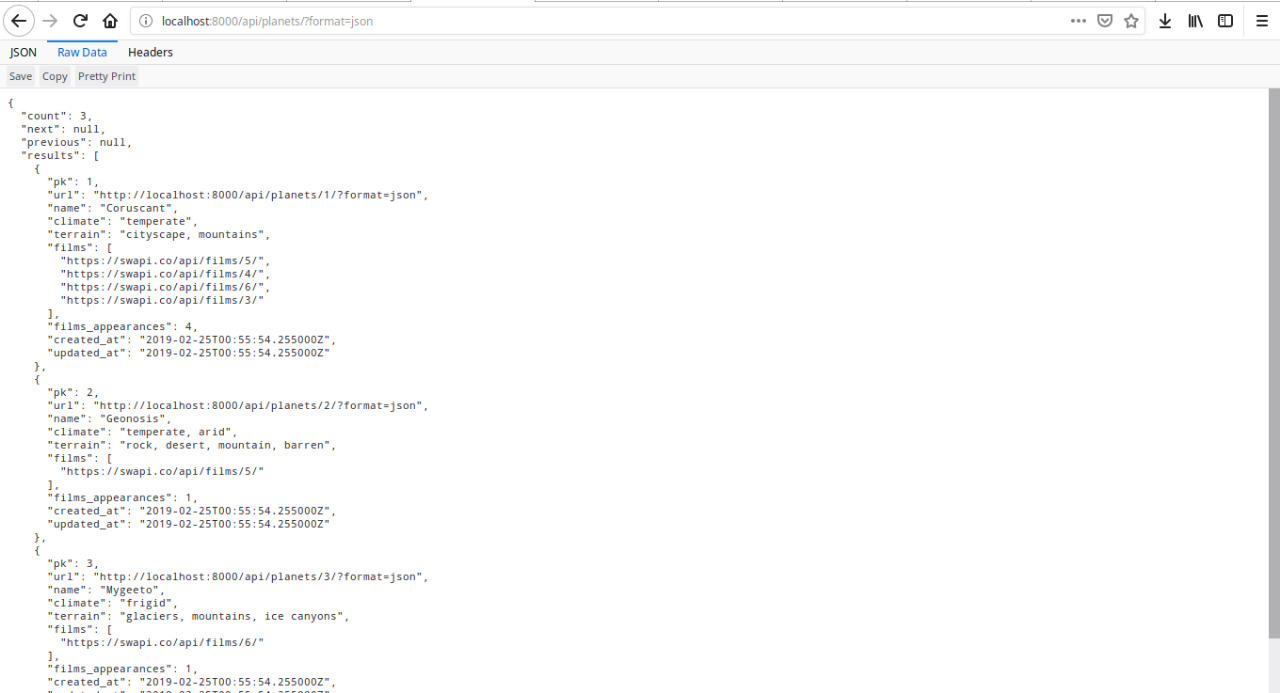 localhost:8000/api/planets/?format=json
JSON Raw Data Headers
Save Copy Pretty Print
{
  "count": 3,
  "next": null,
  "previous": null,
  "results": [
    {
      "pk": 1,
      "url": "http://localhost:8000/api/planets/1/?format=json",
      "name": "Coruscant",
      "climate": "temperate",
      "terrain": "cityscape, mountains",
      "films": [
        "https://swapi.co/api/films/5/",
        "https://swapi.co/api/films/4/",
        "https://swapi.co/api/films/6/",
        "https://swapi.co/api/films/3/"
      ],
      "films_appearances": 4,
      "created_at": "2019-02-25T00:55:54.255000Z",
      "updated_at": "2019-02-25T00:55:54.255000Z"
    },
    {
      "pk": 2,
      "url": "http://localhost:8000/api/planets/2/?format=json",
      "name": "Geonosis",
      "climate": "temperate, arid",
      "terrain": "rock, desert, mountain, barren",
      "films": [
        "https://swapi.co/api/films/5/"
      ],
      "films_appearances": 1,
      "created_at": "2019-02-25T00:55:54.255000Z",
      "updated_at": "2019-02-25T00:55:54.255000Z"
    },
    {
      "pk": 3,
      "url": "http://localhost:8000/api/planets/3/?format=json",
      "name": "Mygeeto",
      "climate": "frigid",
      "terrain": "glaciers, mountains, ice canyons",
      "films": [
        "https://swapi.co/api/films/6/"
      ],
      "films_appearances": 1,
      "created_at": "2019-02-25T00:55:54.255000Z",